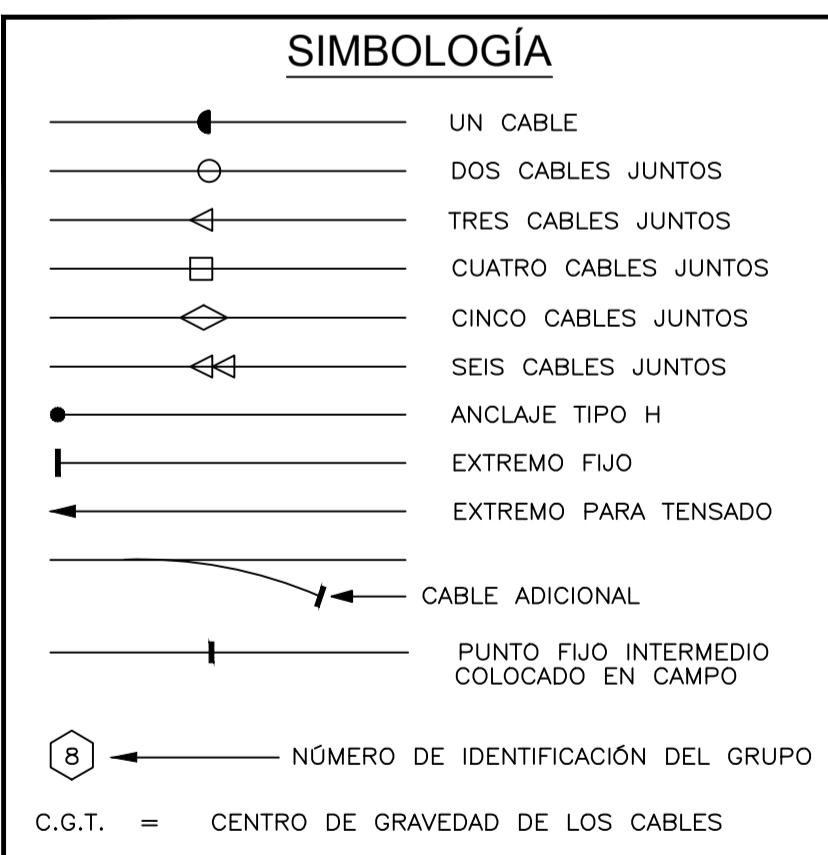 SIMBOLOGÍA
UN CABLE
DOS CABLES JUNTOS
TRES CABLES JUNTOS
CUATRO CABLES JUNTOS
CINCO CABLES JUNTOS
SEIS CABLES JUNTOS
ANCLAJE TIPO H
EXTREMO FIJO
EXTREMO PARA TENSADO
CABLE ADICIONAL
PUNTO FIJO INTERMEDIO
COLOCADO EN CAMPO
8 NÚMERO DE IDENTIFICACIÓN DEL GRUPO
C.G.T. = CENTRO DE GRAVEDAD DE LOS CABLES